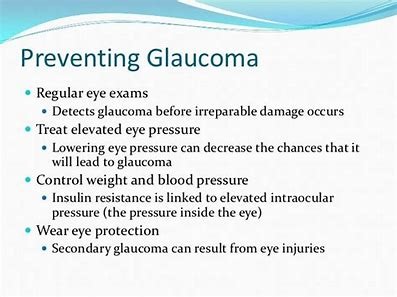 Preventing Glaucoma
• Regular eye exams
• Detects glaucoma before irreparable damage occurs
• Treat elevated eye pressure
• Lowering eye pressure can decrease the chances that it
will lead to glaucoma
• Control weight and blood pressure
• Insulin resistance is linked to elevated intraocular
pressure (the pressure inside the eye)
• Wear eye protection
• Secondary glaucoma can result from eye injuries